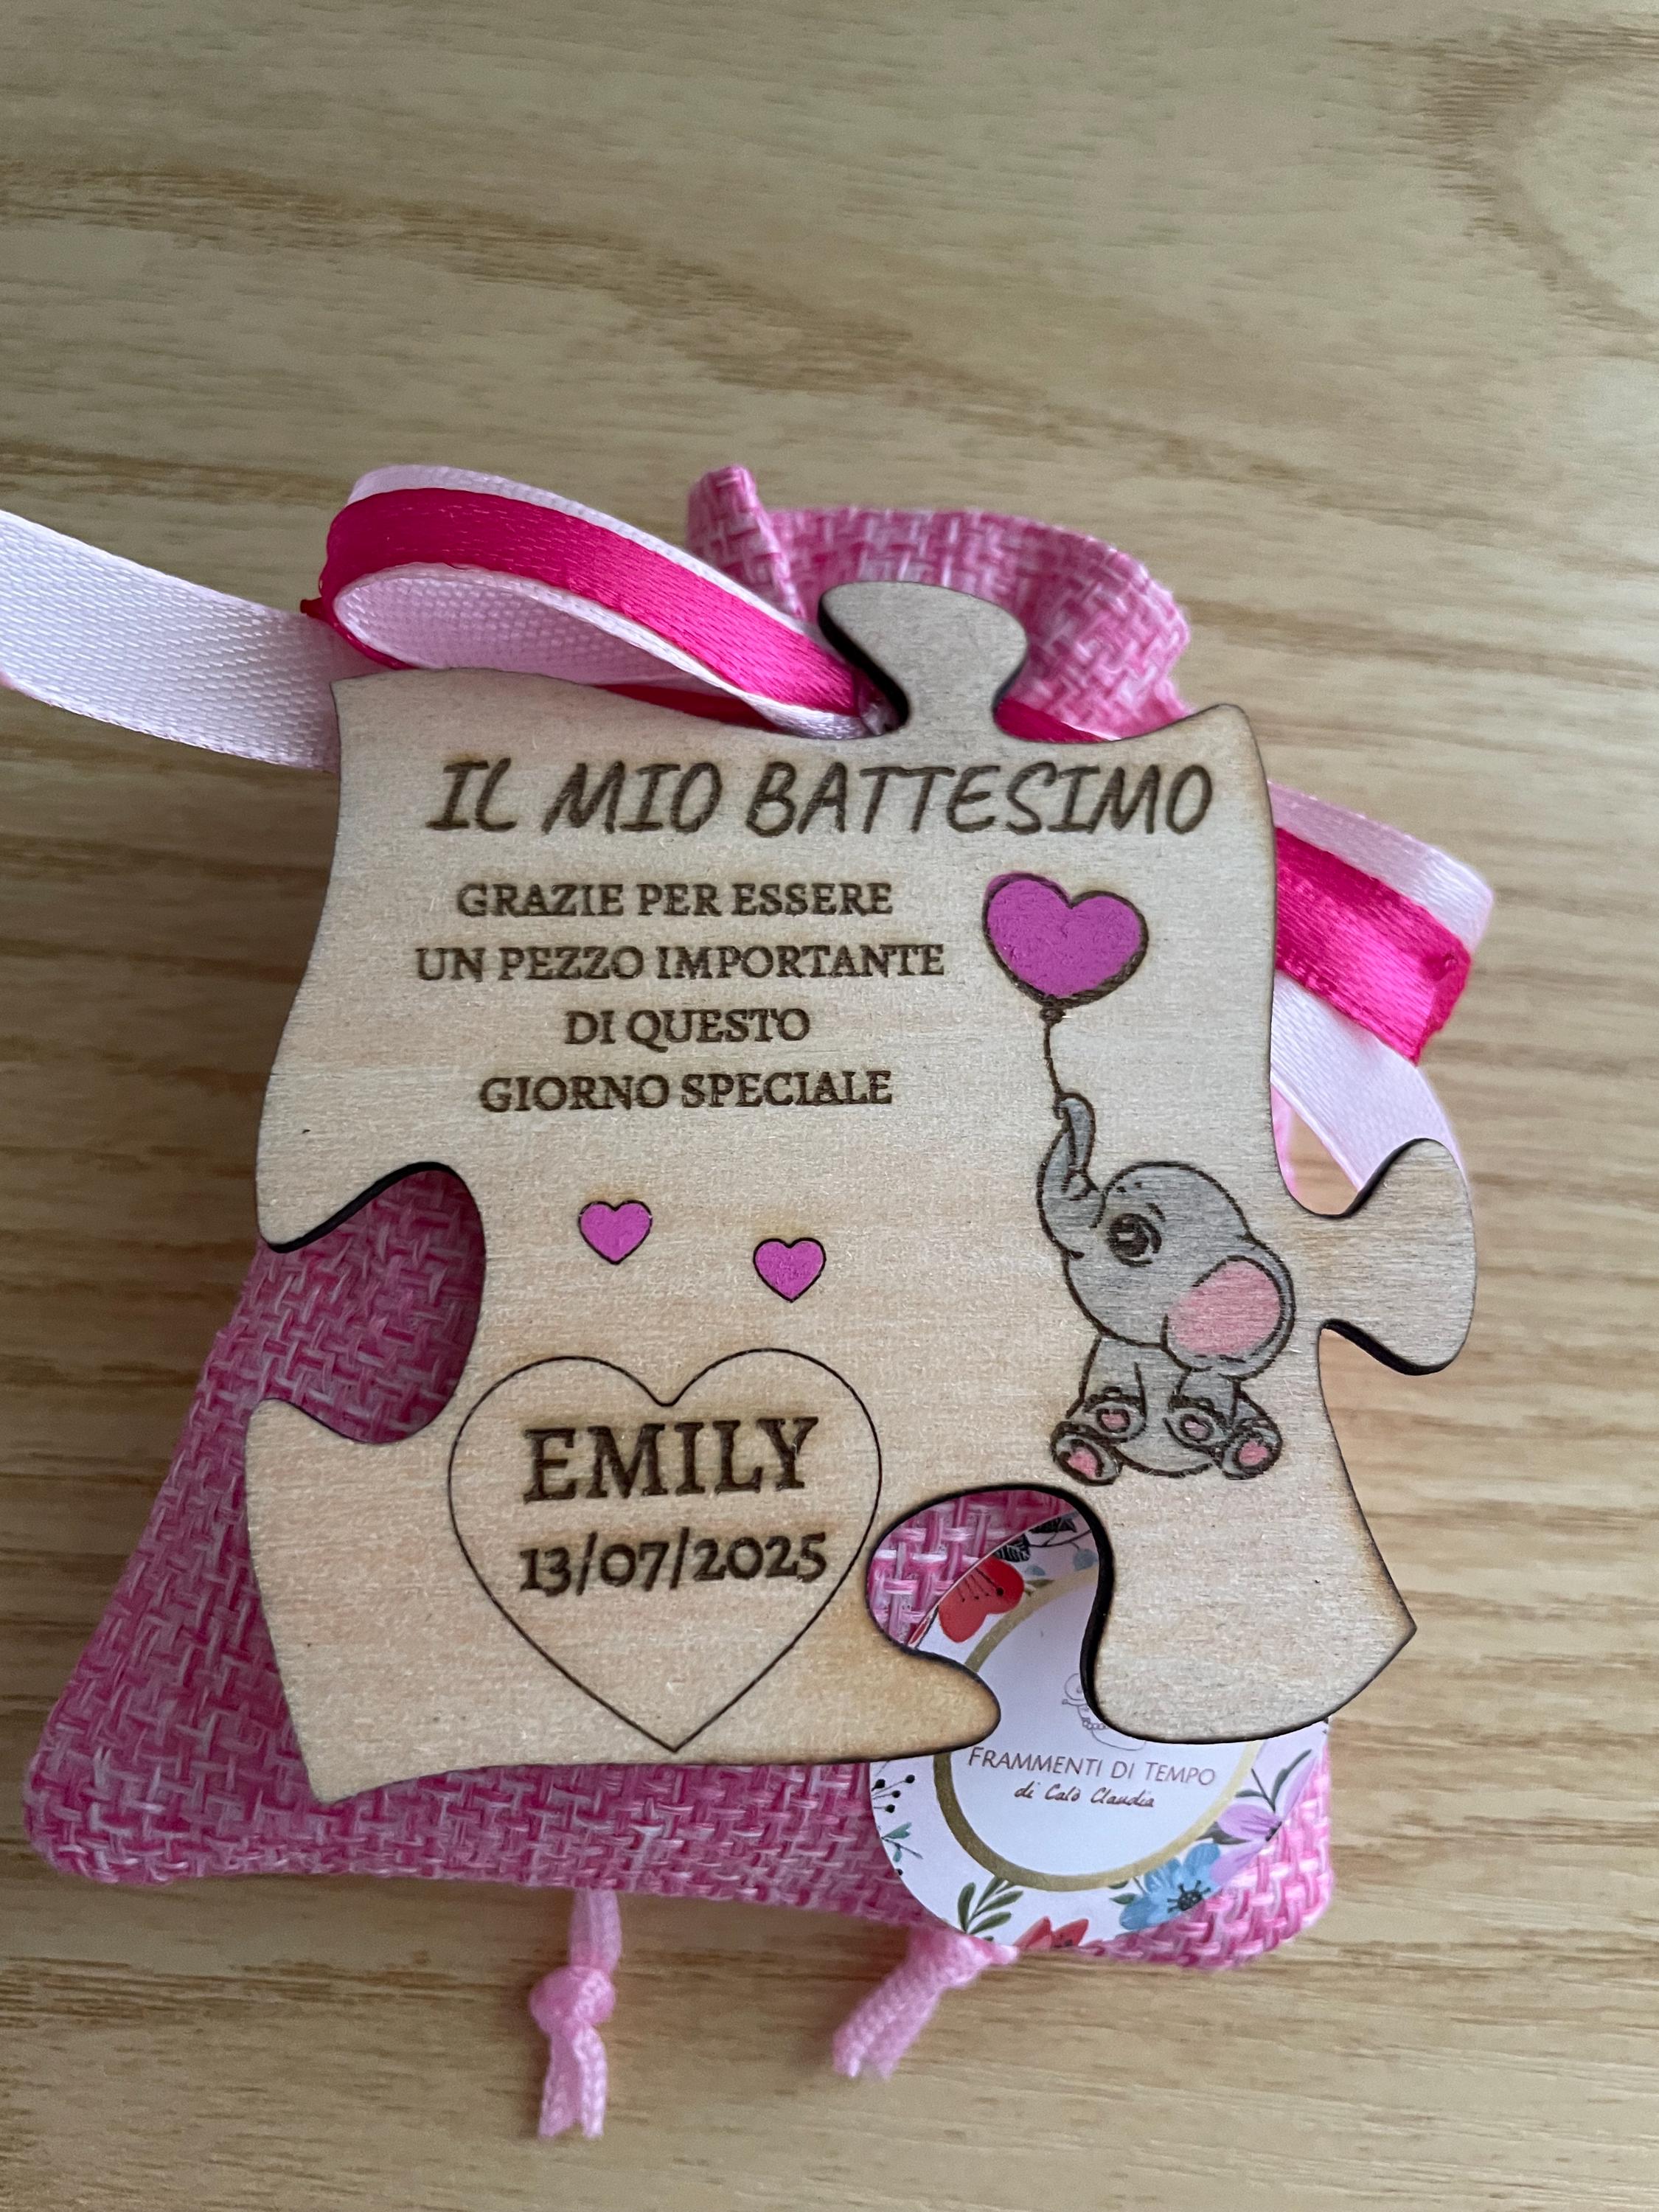 IL MIO BATTESIMO
GRAZIE PER ESSERE
UN PEZZO IMPORTANTE
DI QUESTO
GIORNO SPECIALE
EMILY
13/07/2025
FRAMMENTI DI TEMPO
di Calò Claudia